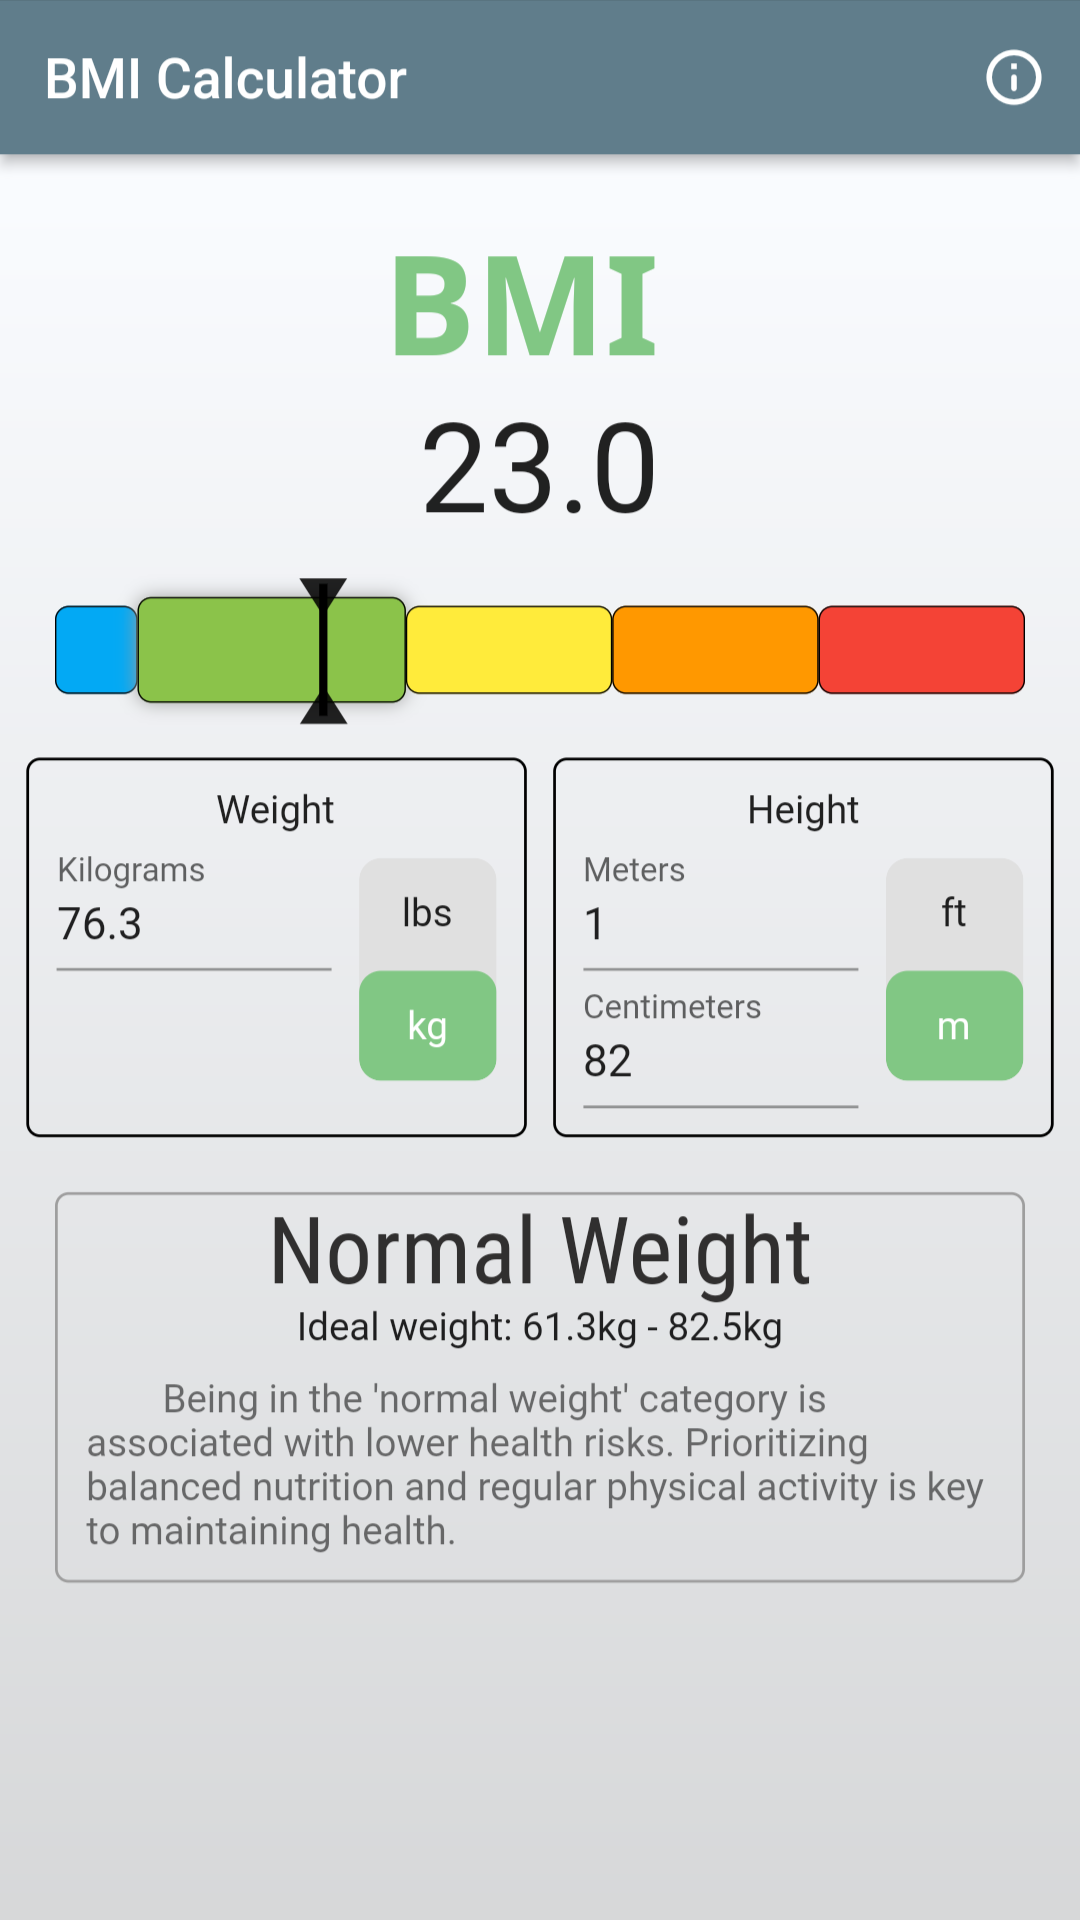 BMI Calculator
BMI
23.0
Weight
Kilograms
76.3
lbs
kg
Height
Meters
1
Centimeters
82
ft
m
Normal Weight
Ideal weight: 61.3kg - 82.5kg
Being in the 'normal weight' category is
associated with lower health risks. Prioritizing
balanced nutrition and regular physical activity is key
to maintaining health.